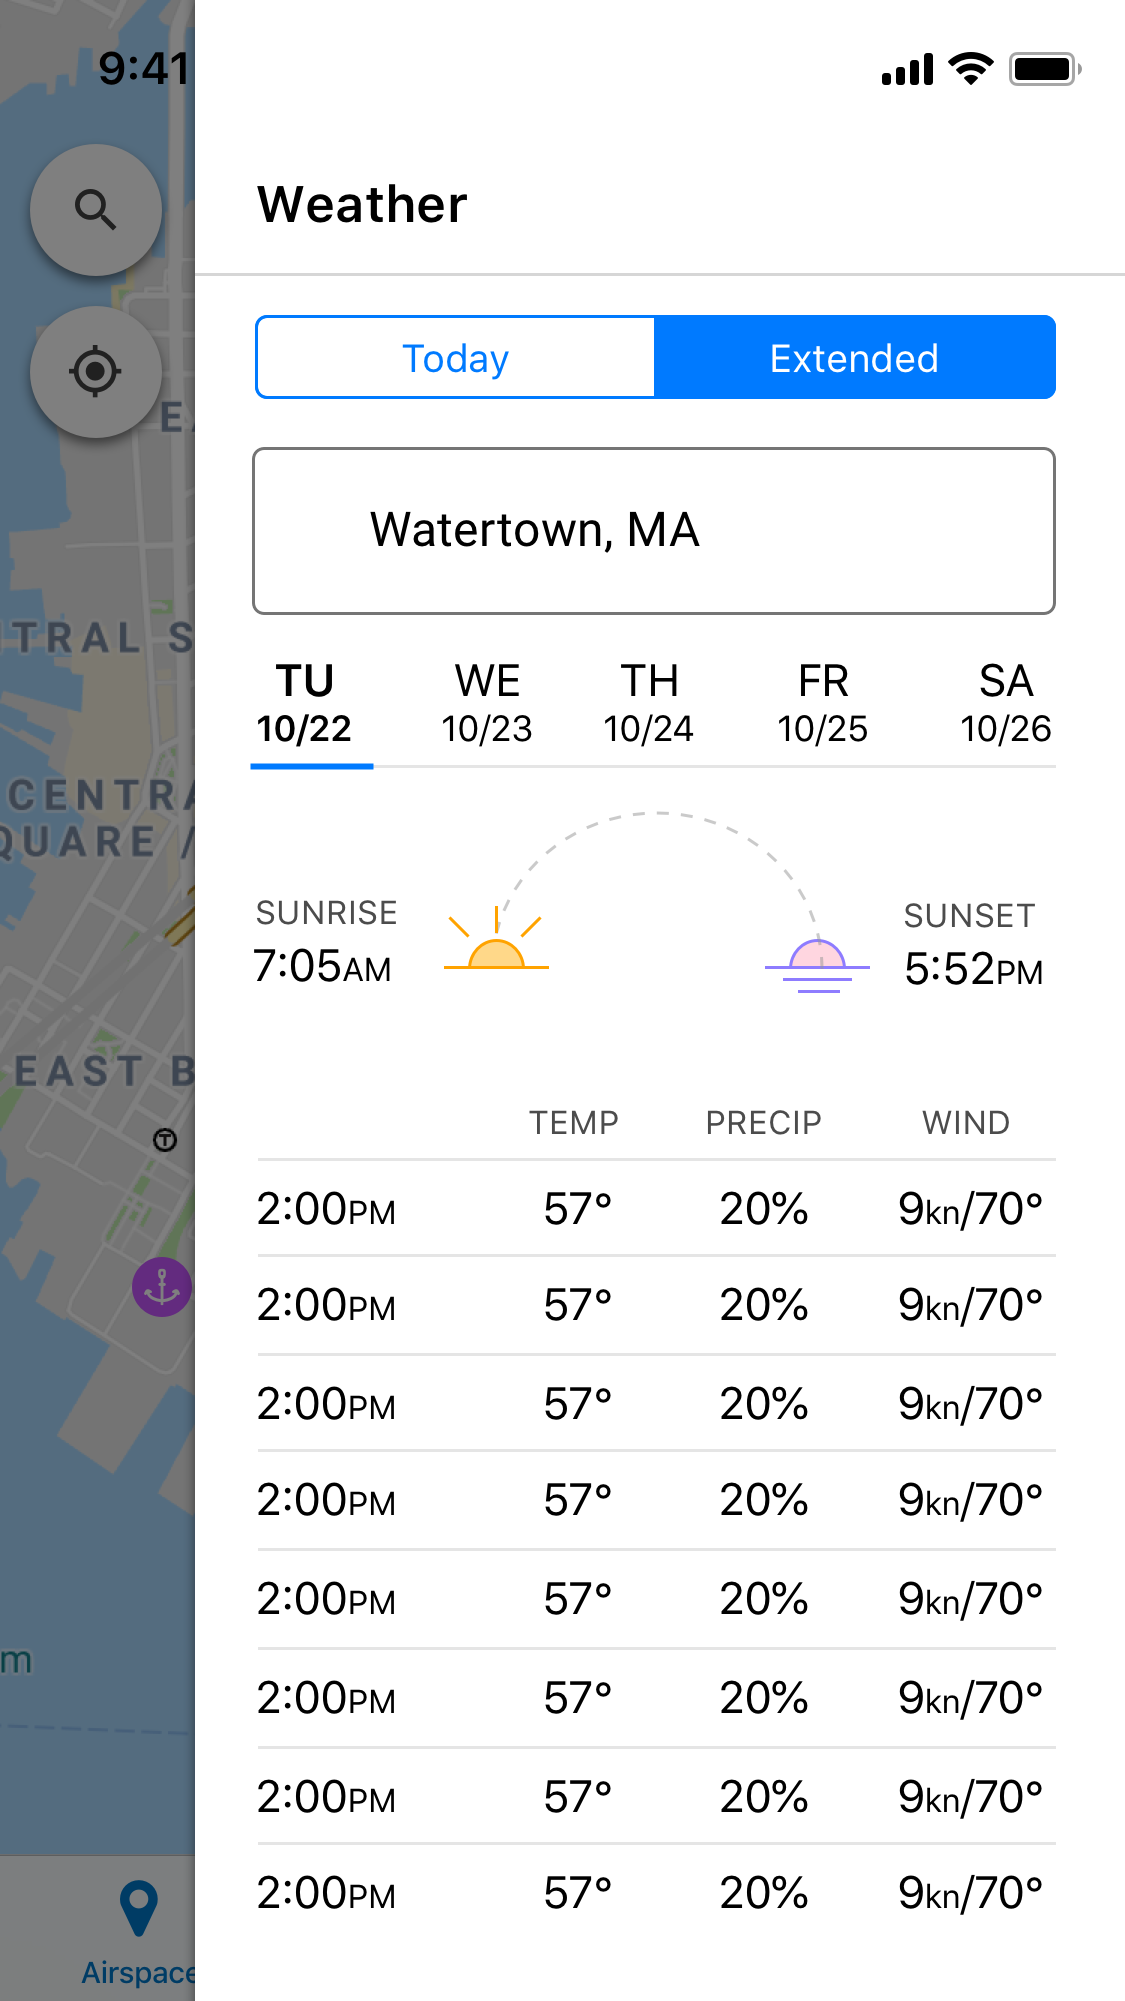 9:41
Weather
Today Extended
EA
Watertown, MA
TRAL S
TU WE TH FR SA
10/22 10/23 10/24 10/25 10/26
CENTRA
QUARE /
SUNRISE SUNSET
7:05AM 5:52PM
EAST B
TEMP PRECIP WIND
T
2:00PM 57° 20% 9kn/70°
2:00PM 57° 20% 9kn/70°
2:00PM 57° 20% 9kn/70°
2:00PM 57° 20% 9kn/70°
2:00PM 57° 20% 9kn/70°
m
2:00PM 57° 20% 9kn/70°
2:00PM 57° 20% 9kn/70°
2:00PM 57° 20% 9kn/70°
Airspace